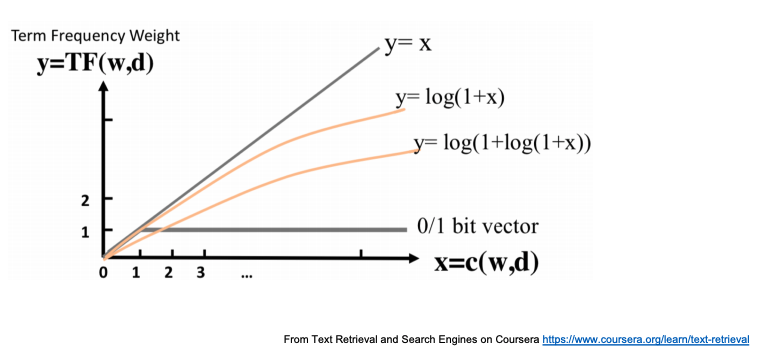 Term Frequency Weight
y=TF(w,d)
y= x
y= log(1+x)
y= log(1+log(1+x))
2
1
0/1 bit vector
0 1 2 3 ...
x=c(w,d)
From Text Retrieval and Search Engines on Coursera https://www.coursera.org/learn/text-retrieval